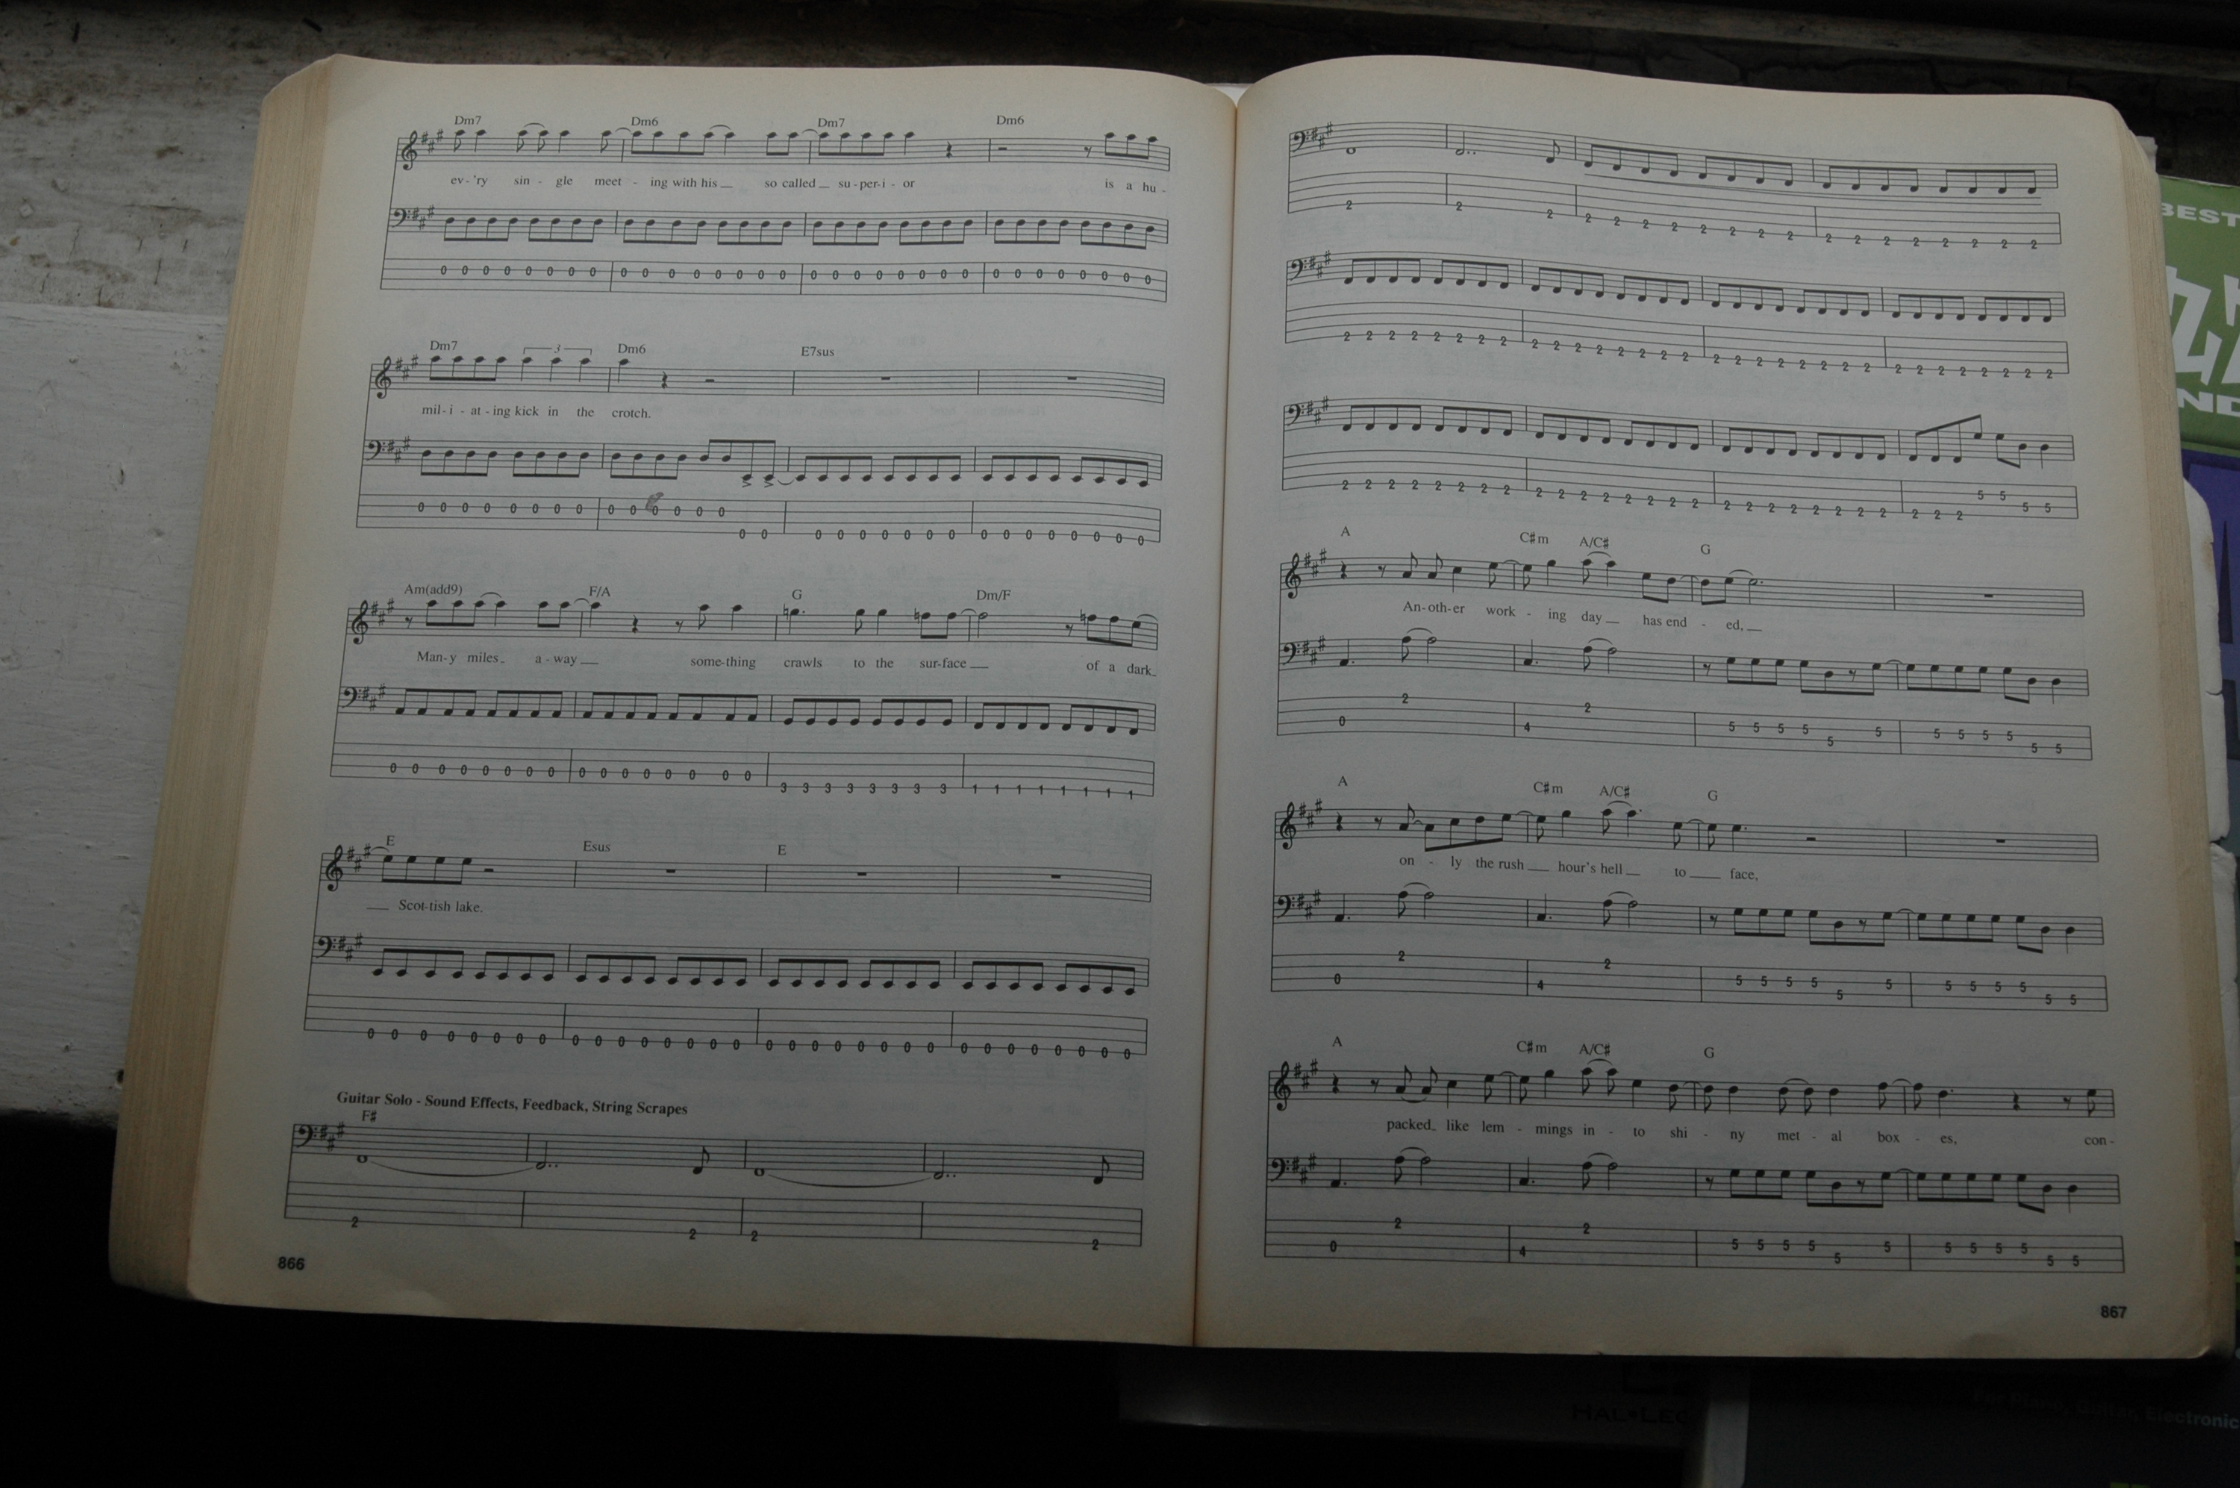 Dm7 Dm6 Dm7 Dm6
ev-'ry sin - gle meet - ing with his so called su-per-i-or is a hu-
0 0 0 0 0 0 0 0 0 0 0 0 0 0 0 0 0 0 0 0 0 0 0 0 0 0 0 0 0 0 0 0
Dm7 3 Dm6 E7sus
mil-i-at-ing kick in the crotch.
0 0 0 0 0 0 0 0 0 0 0 0 0 0
0 0 0 0 0 0 0 0 0 0 0 0 0 0 0 0 0
Am(add9) F/A G Dm/F
Man-y miles a-way some-thing crawls to the sur-face of a dark
0 0 0 0 0 0 0 0 0 0 0 0 0 0 0 0 3 3 3 3 3 3 3 3 1 1 1 1 1 1 1 1
E Esus E
Scot-tish lake.
0 0 0 0 0 0 0 0 0 0 0 0 0 0 0 0 0 0 0 0 0 0 0 0 0 0 0 0 0 0 0 0
Guitar Solo - Sound Effects, Feedback, String Scrapes
F#
2 2 2 2
866
2 2 2 2 2 2 2 2 2 2 2 2 2 2 2 2 2 2 2
2 2 2 2 2 2 2 2 2 2 2 2 2 2 2 2 2 2 2 2 2 2 2 2 2 2 2 2 2 2 2 2
2 2 2 2 2 2 2 2 2 2 2 2 2 2 2 2 2 2 2 2 2 2 2 2 2 2 2 5 5 5 5
A C#m A/C# G
An-oth-er work - ing day has end - ed,
0 2 4 2 5 5 5 5 5 5 5 5 5 5 5 5
A C#m A/C# G
on - ly the rush hour's hell to face,
0 2 4 2 5 5 5 5 5 5 5 5 5 5 5 5
A C#m A/C# G
packed like lem - mings in - to shi - ny met - al box - es, con-
0 2 4 2 5 5 5 5 5 5 5 5 5 5 5 5
867
BEST
ND
HAL•LEO
Electronic